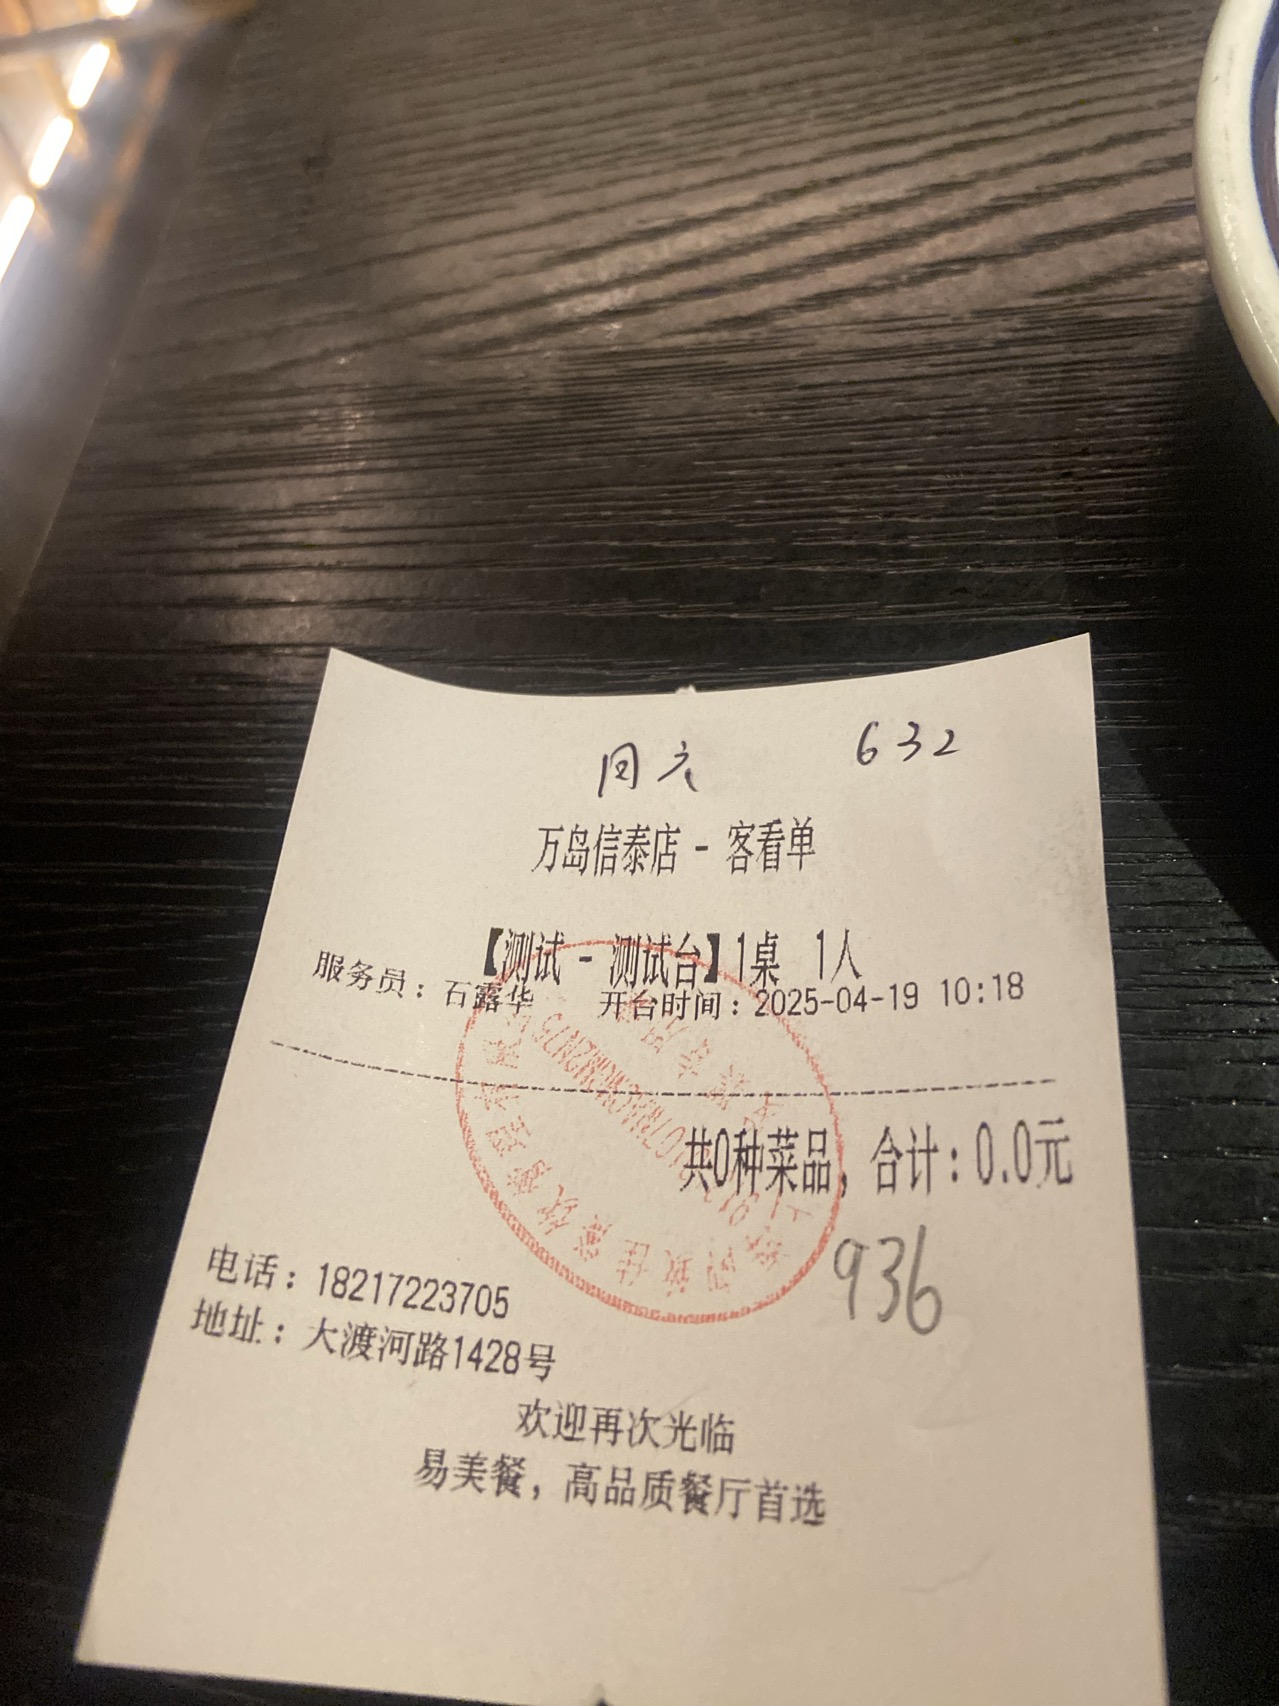 632
万岛信泰店 - 客看单
【测试 - 测试台】1桌 1人
服务员：石露华 开台时间：2025-04-19 10:18
共0种菜品，合计：0.0元
936
电话：18217223705
地址：大渡河路1428号
欢迎再次光临
易美餐，高品质餐厅首选